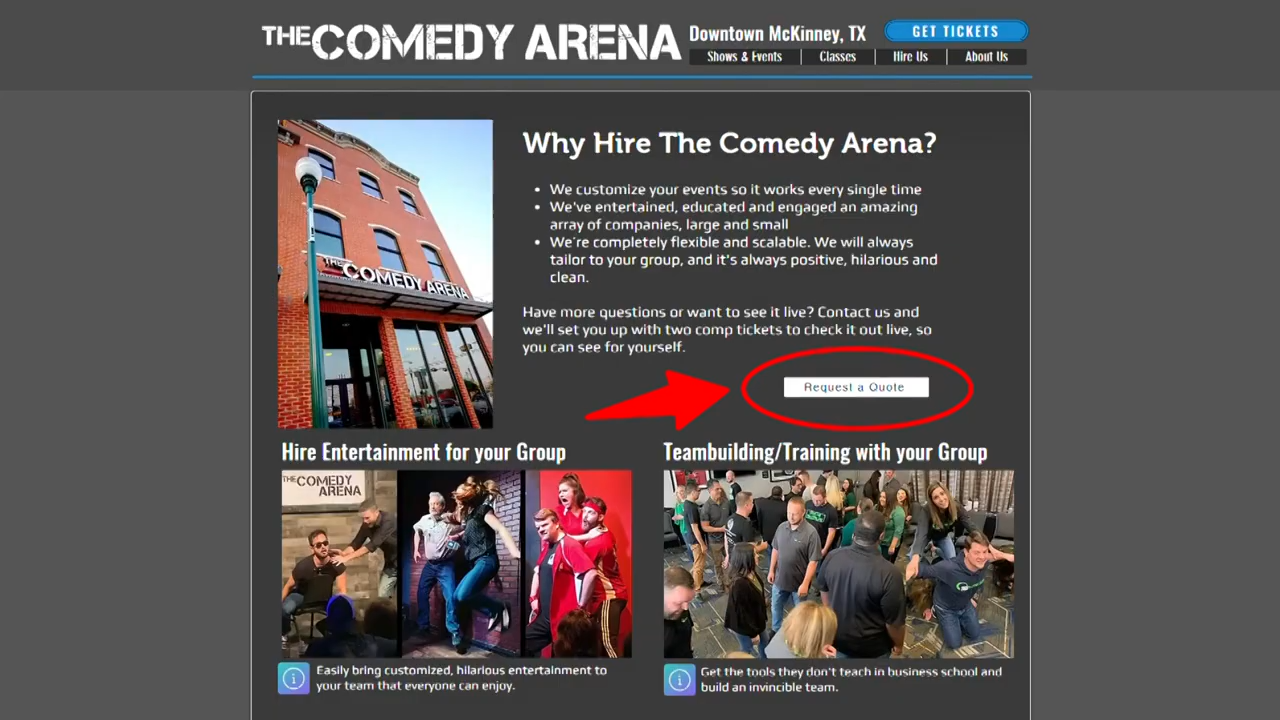 THE COMEDY ARENA
Downtown McKinney, TX
GET TICKETS
Shows & Events
Classes
Hire Us
About Us
Why Hire The Comedy Arena?
• We customize your events so it works every single time
• We've entertained, educated and engaged an amazing
array of companies, large and small
• We're completely flexible and scalable. We will always
tailor to your group, and it's always positive, hilarious and
clean.
Have more questions or want to see it live? Contact us and
we'll set you up with two comp tickets to check it out live, so
you can see for yourself.
THE COMEDY ARENA
Request a Quote
Hire Entertainment for your Group
Teambuilding/Training with your Group
THE COMEDY
ARENA
Easily bring customized, hilarious entertainment to
your team that everyone can enjoy.
Get the tools they don't teach in business school and
build an invincible team.